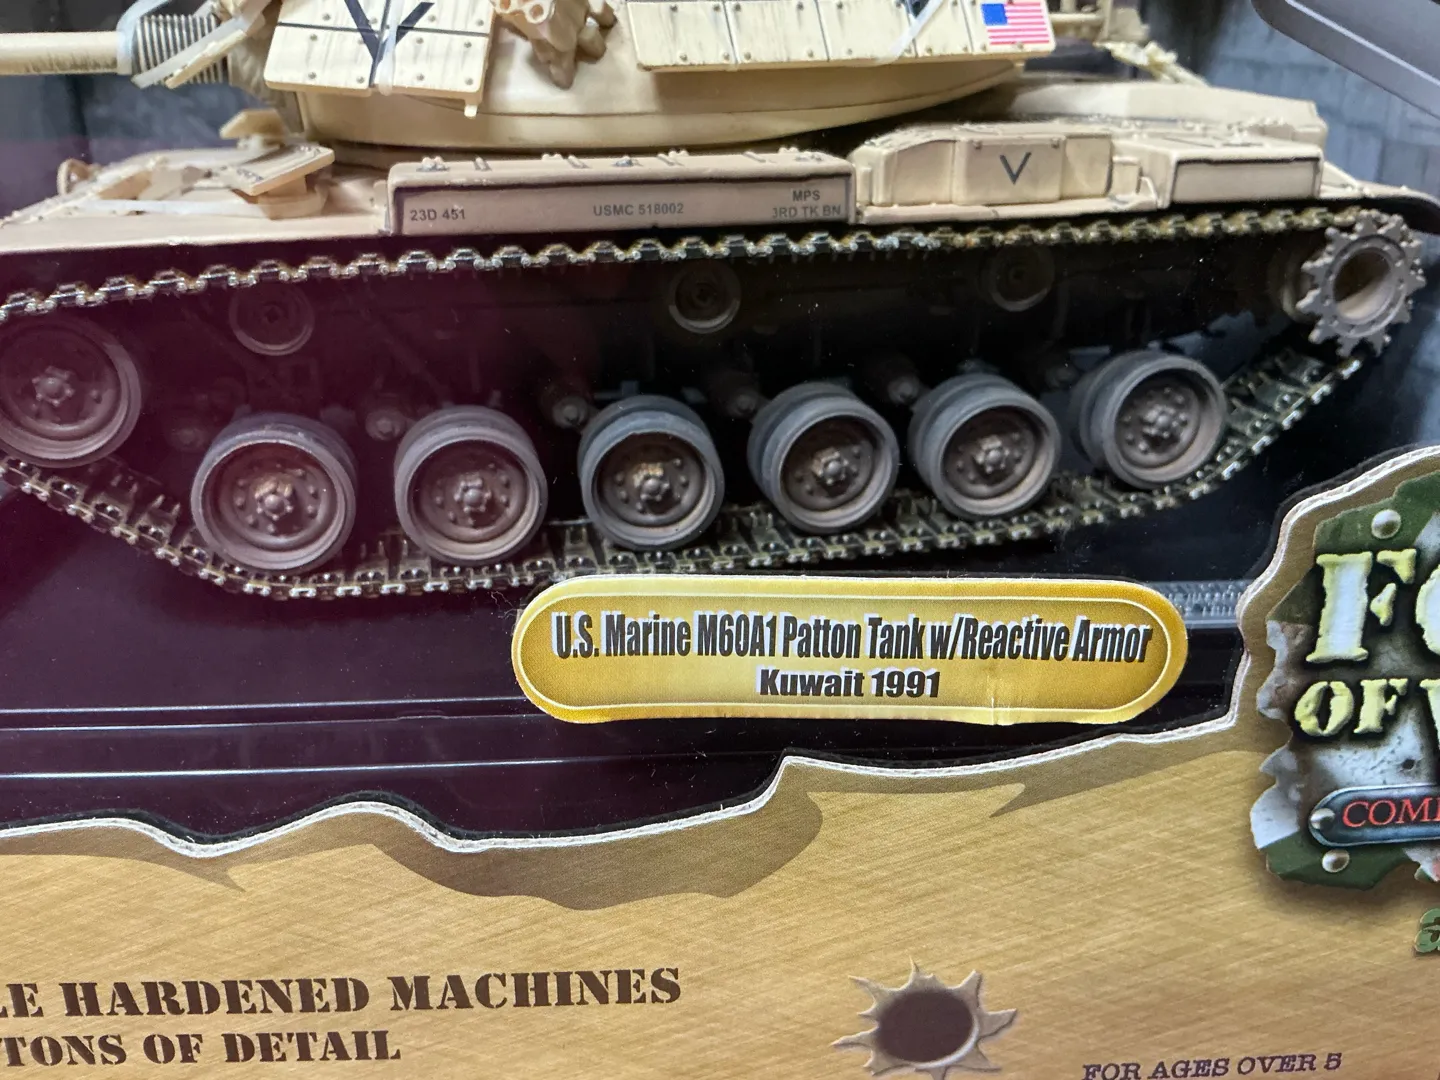 23D 451
USMC 518002
MPS
3RD TK BN
U.S. Marine M60A1 Patton Tank w/Reactive Armor
Kuwait 1991
OF
HARDENED MACHINES
TONS OF DETAIL
FOR AGES OVER 5